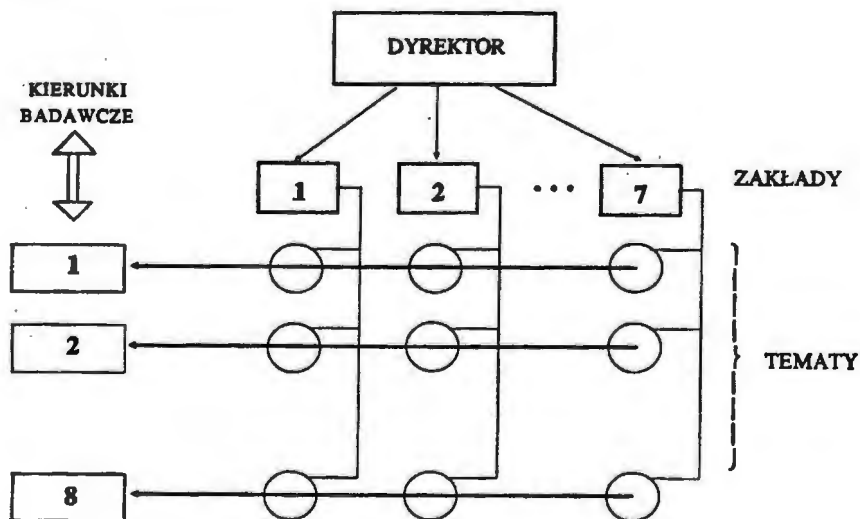 DYREKTOR
KIERUNKI
BADAWCZE
1
2
•••
7
ZAKŁADY
1
2
TEMATY
8